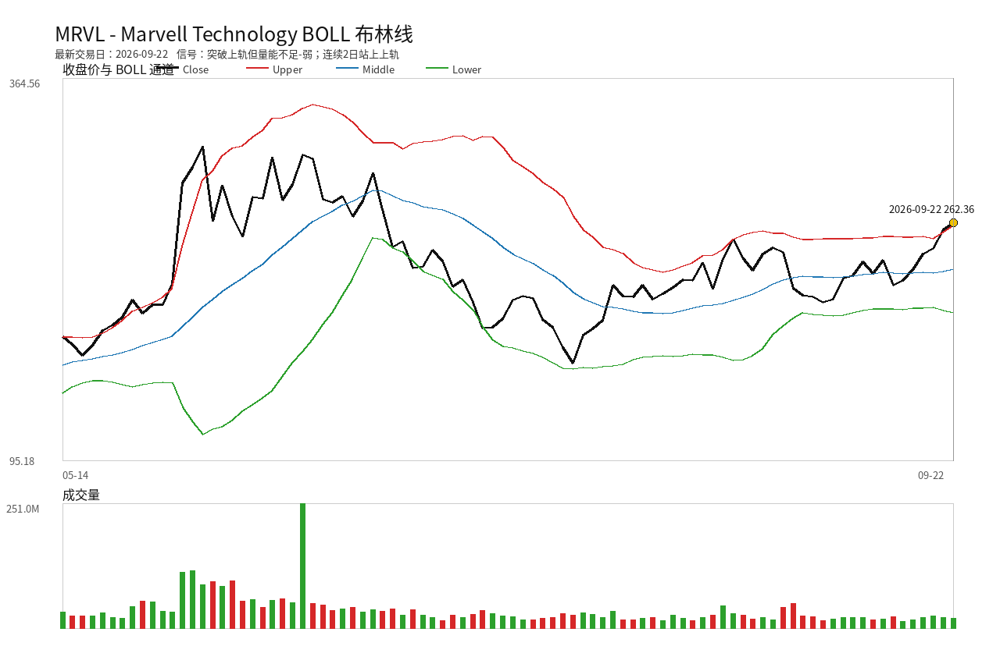 MRVL - Marvell Technology BOLL 布林线
最新交易日：2026-09-22 信号：突破上轨但量能不足-弱；连续2日站上上轨
收盘价与 BOLL 通道 Close Upper Middle Lower
364.56
2026-09-22 262.36
95.18
05-14 09-22
成交量
251.0M